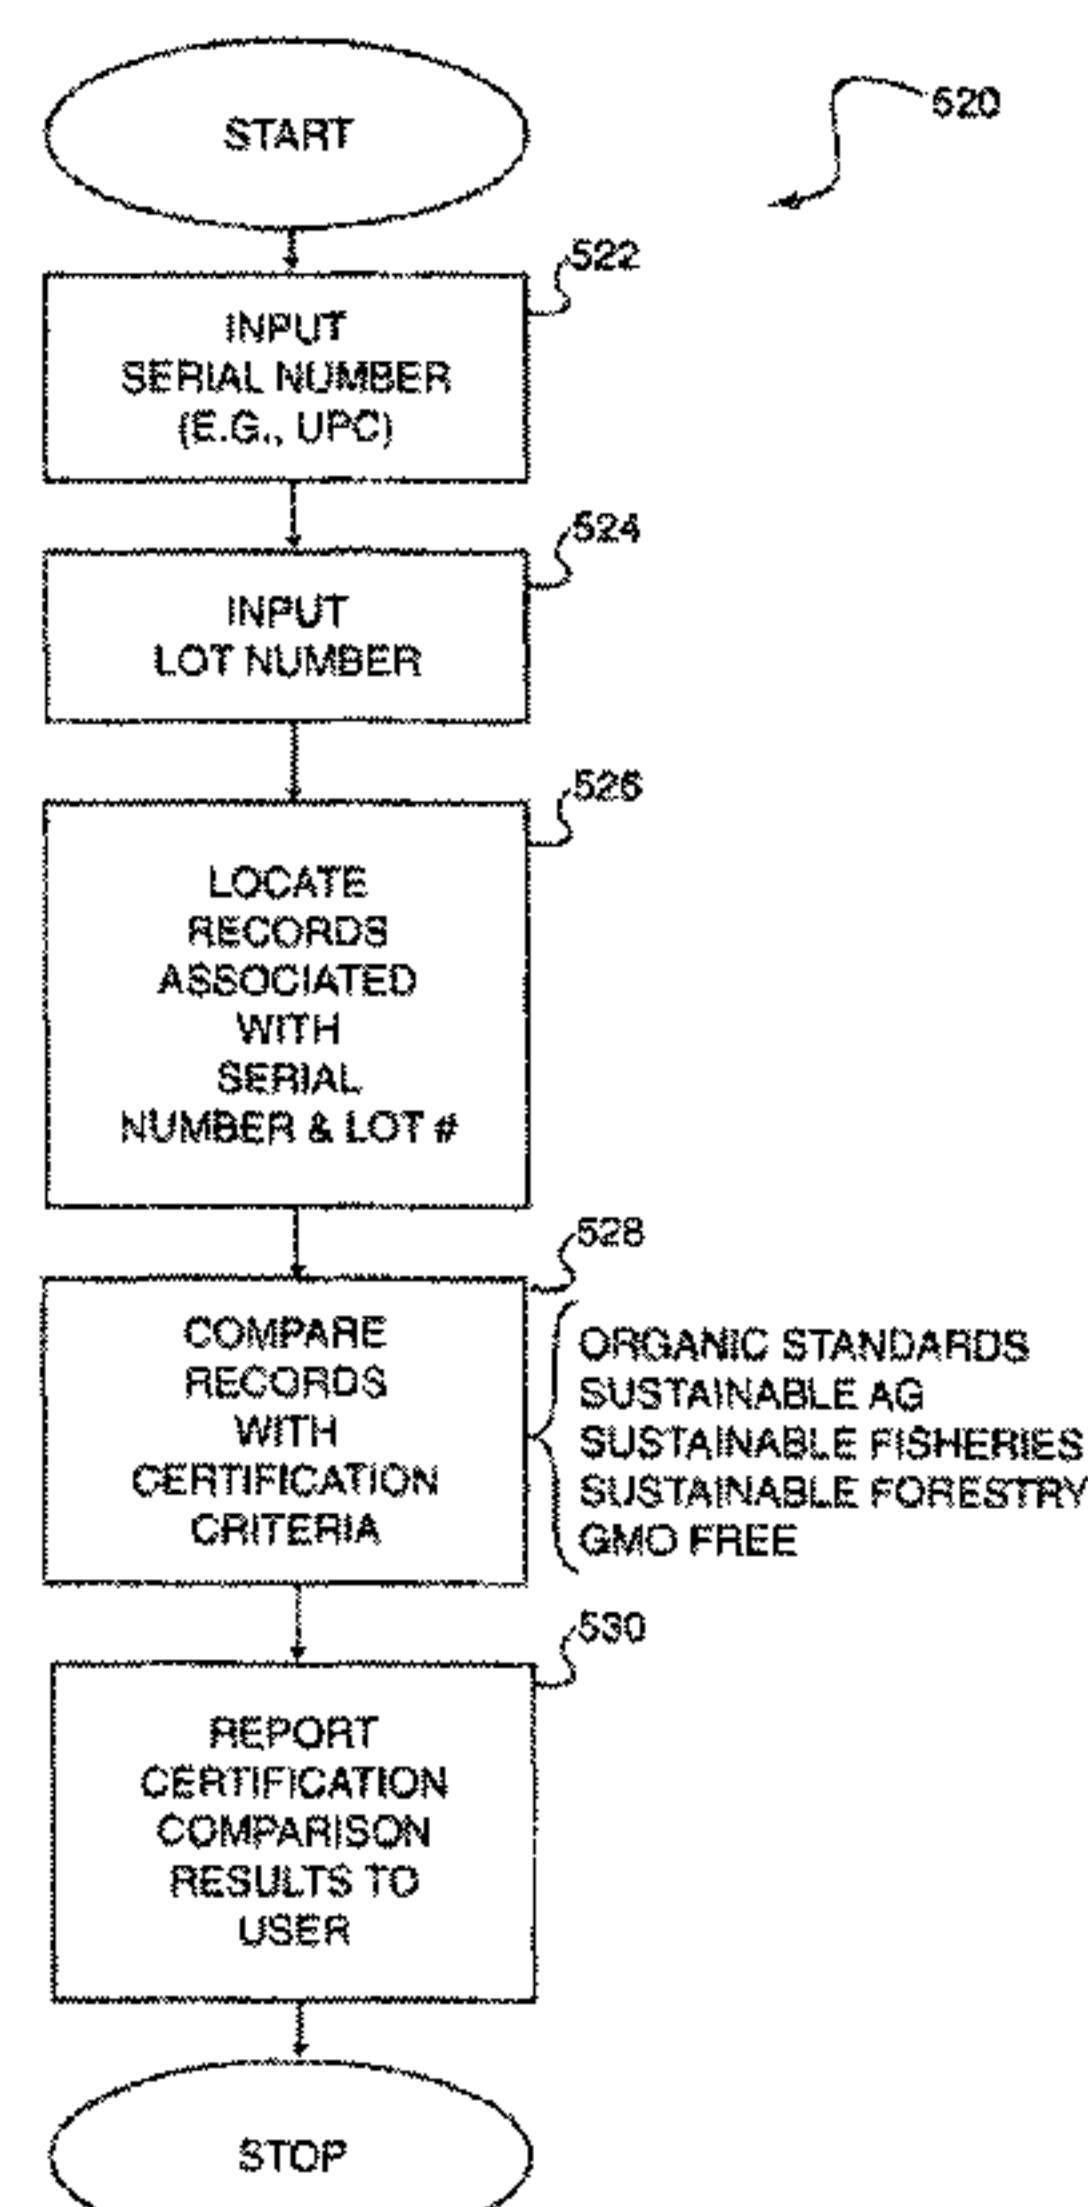 START
520
522
INPUT
SERIAL NUMBER
(E.G., UPC)
524
INPUT
LOT NUMBER
526
LOCATE
RECORDS
ASSOCIATED
WITH
SERIAL
NUMBER & LOT #
528
COMPARE
RECORDS
WITH
CERTIFICATION
CRITERIA
ORGANIC STANDARDS
SUSTAINABLE AG
SUSTAINABLE FISHERIES
SUSTAINABLE FORESTRY
GMO FREE
530
REPORT
CERTIFICATION
COMPARISON
RESULTS TO
USER
STOP